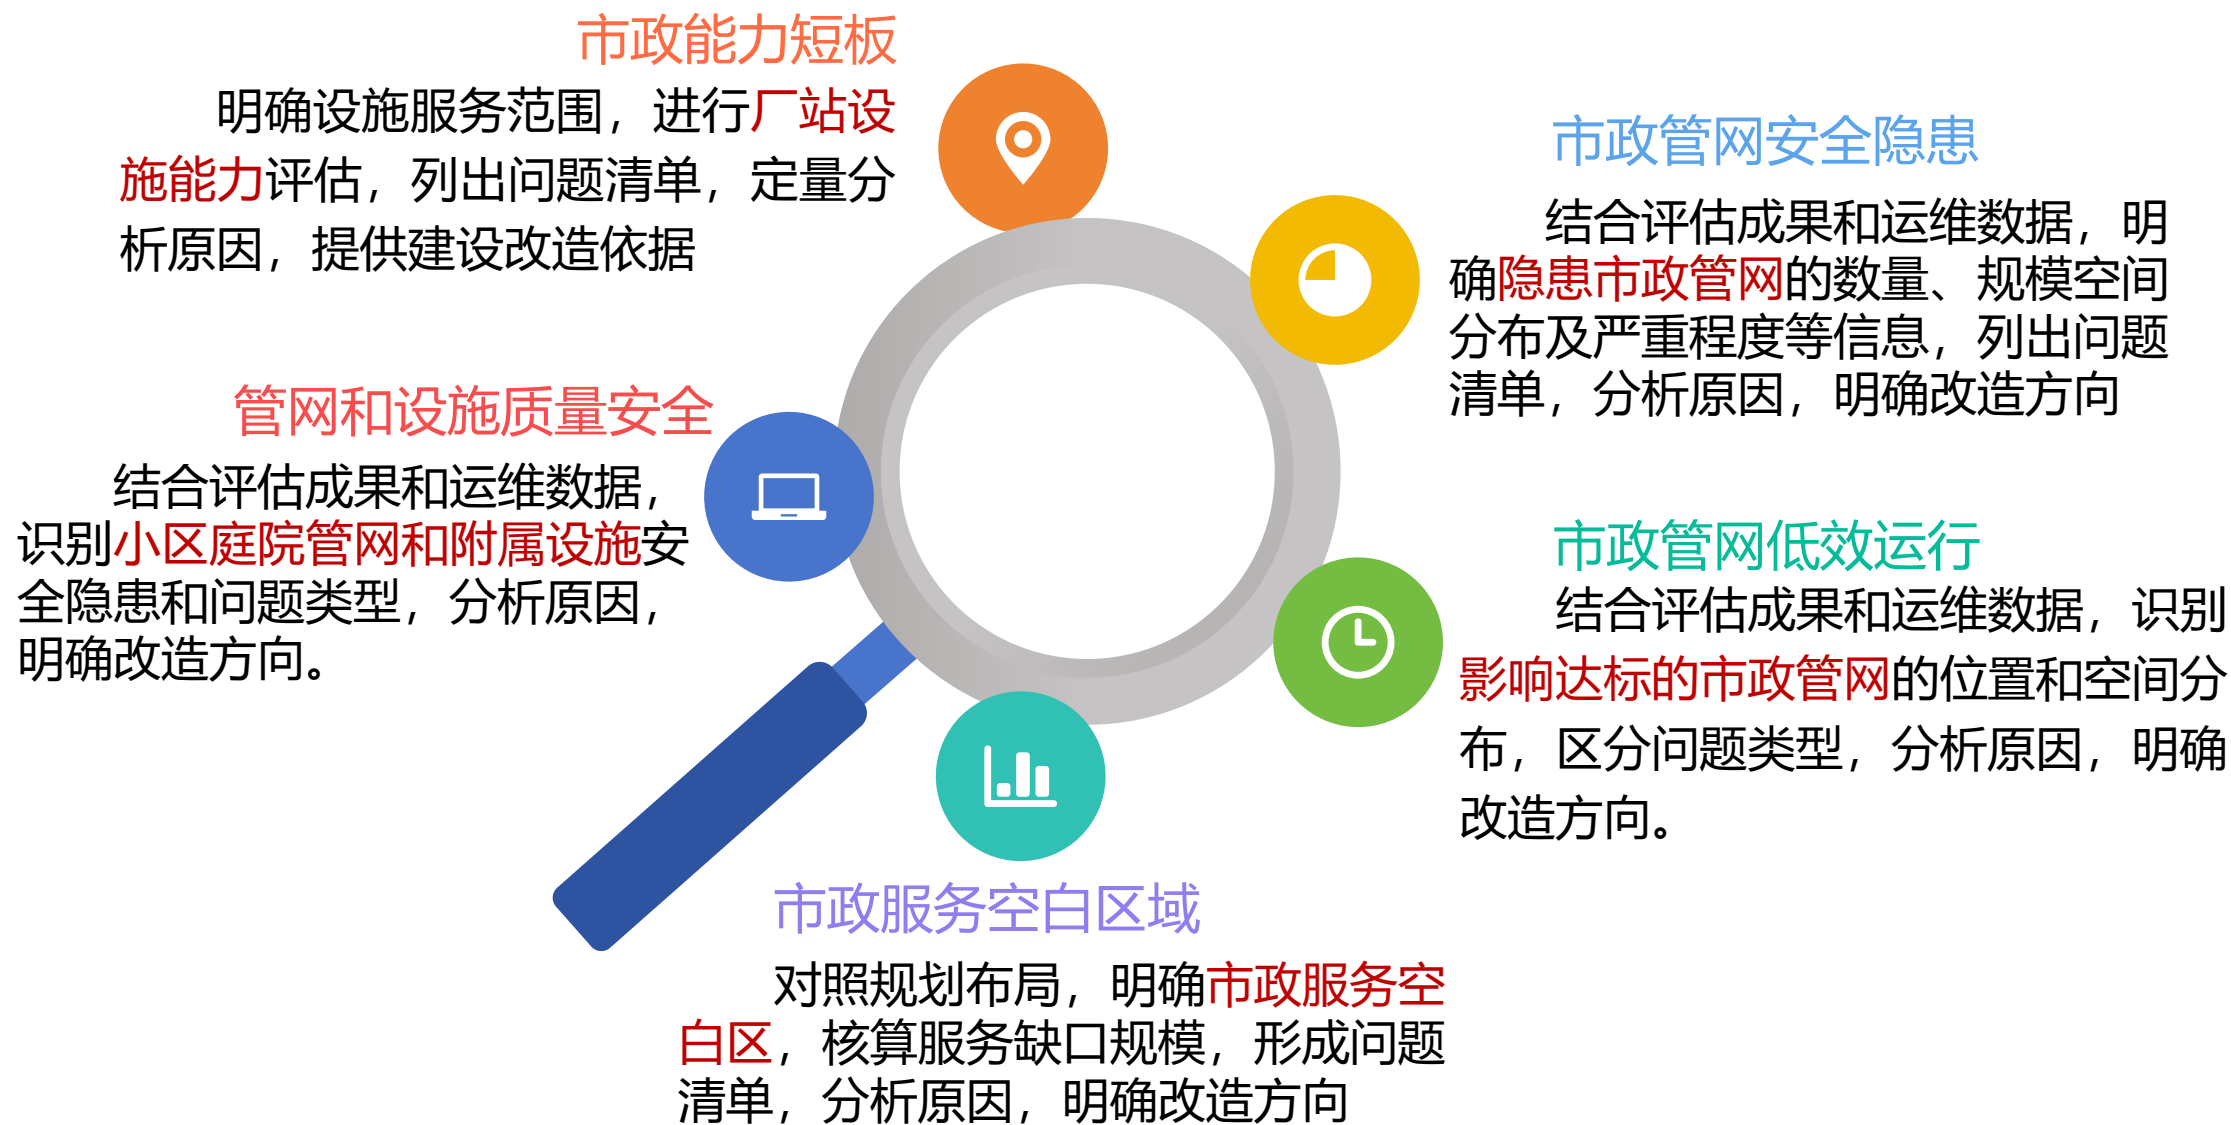 市政能力短板
明确设施服务范围，进行厂站设
施能力评估，列出问题清单，定量分
析原因，提供建设改造依据
市政管网安全隐患
结合评估成果和运维数据，明
确隐患市政管网的数量、规模空间
分布及严重程度等信息，列出问题
清单，分析原因，明确改造方向
管网和设施质量安全
结合评估成果和运维数据，
识别小区庭院管网和附属设施安
全隐患和问题类型，分析原因，
明确改造方向。
市政管网低效运行
结合评估成果和运维数据，识别
影响达标的市政管网的位置和空间分
布，区分问题类型，分析原因，明确
改造方向。
市政服务空白区域
对照规划布局，明确市政服务空
白区，核算服务缺口规模，形成问题
清单，分析原因，明确改造方向